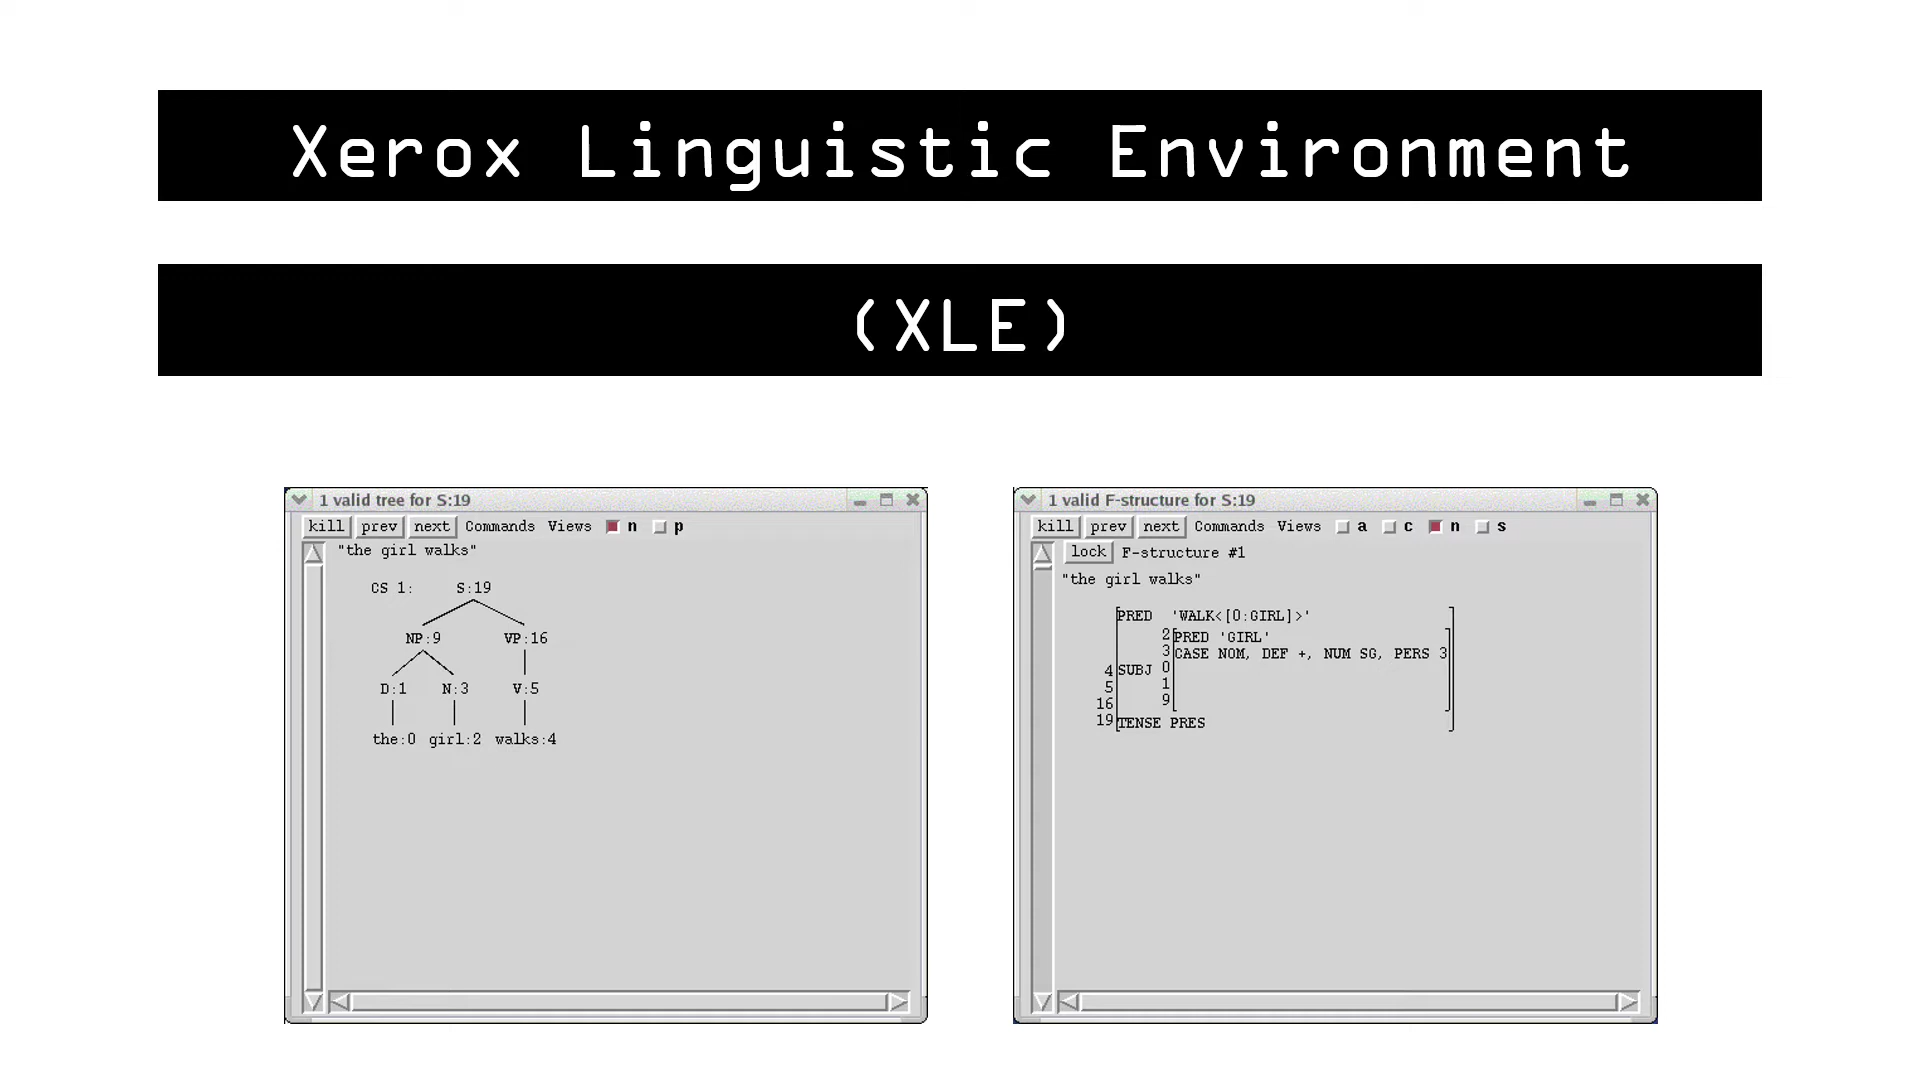 Xerox Linguistic Environment
(XLE)
1 valid tree for S:19
kill prev next Commands Views n p
"the girl walks"
CS 1: S:19
NP:9 VP:16
D:1 N:3 V:5
the:0 girl:2 walks:4
1 valid F-structure for S:19
kill prev next Commands Views a c n s
lock F-structure #1
"the girl walks"
PRED 'WALK<[0:GIRL]>'
2 PRED 'GIRL'
3 CASE NOM, DEF +, NUM SG, PERS 3
4 SUBJ 0
5 1
16 9
19 TENSE PRES